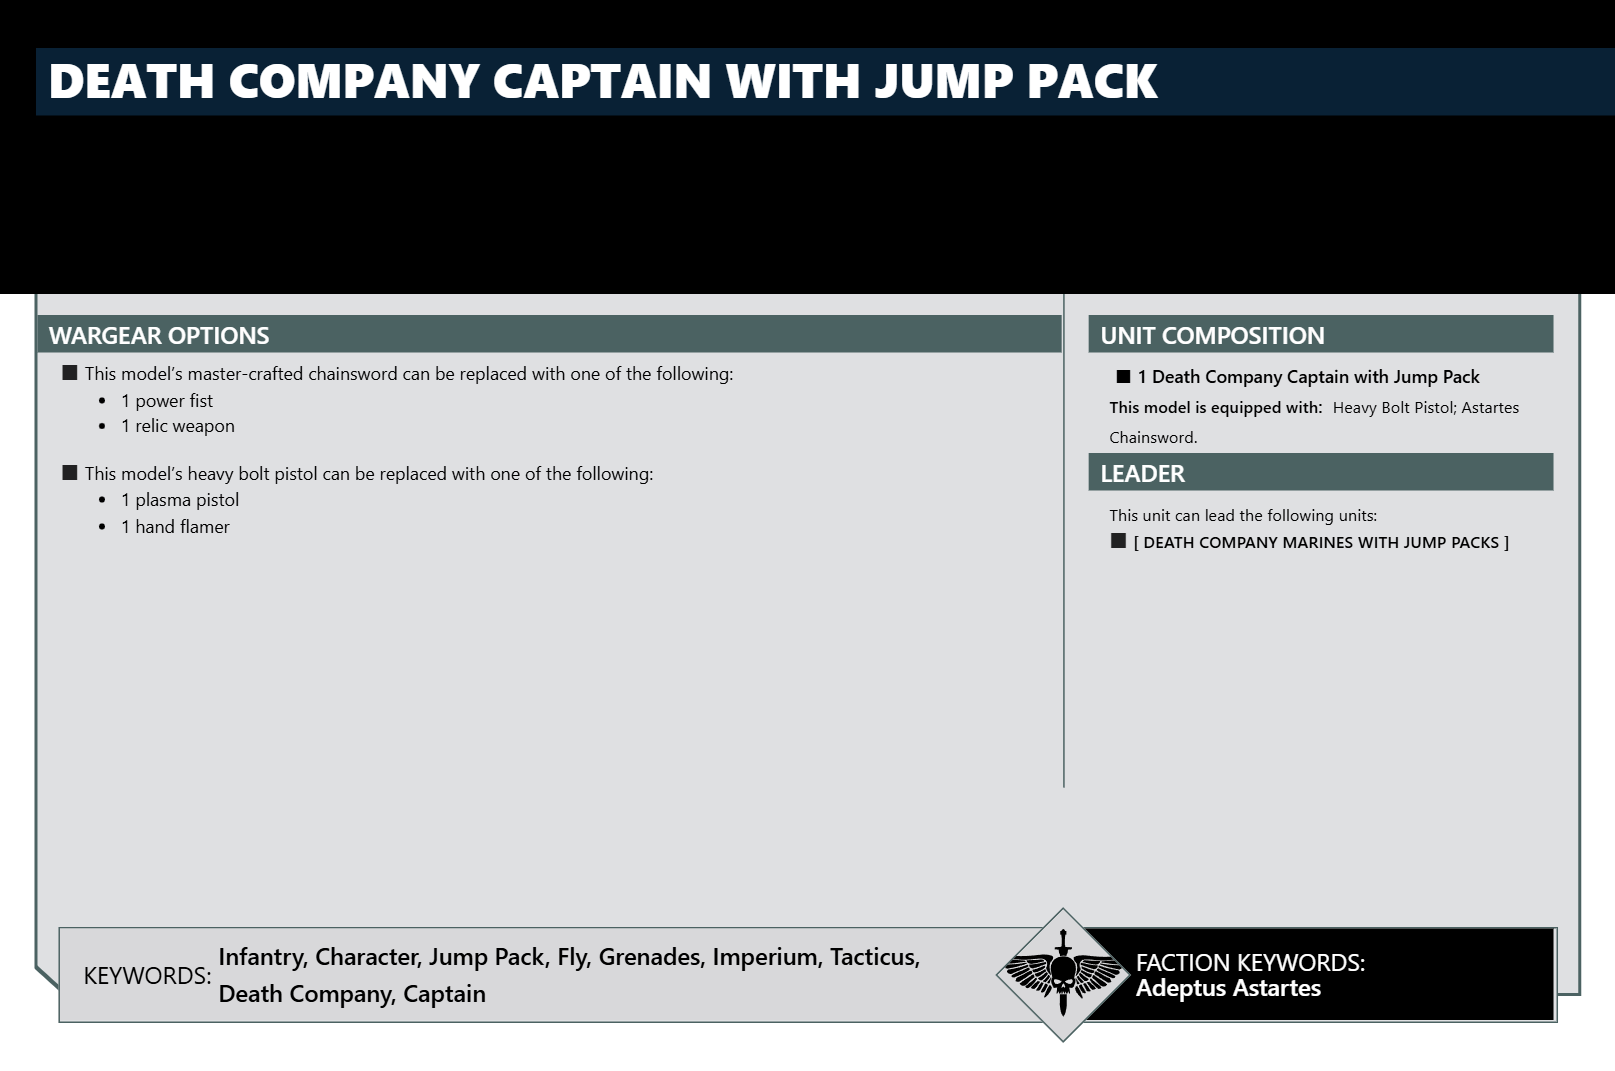 DEATH COMPANY CAPTAIN WITH JUMP PACK
WARGEAR OPTIONS
■ This model's master-crafted chainsword can be replaced with one of the following:
• 1 power fist
• 1 relic weapon
■ This model's heavy bolt pistol can be replaced with one of the following:
• 1 plasma pistol
• 1 hand flamer
UNIT COMPOSITION
■ 1 Death Company Captain with Jump Pack
This model is equipped with: Heavy Bolt Pistol; Astartes
Chainsword.
LEADER
This unit can lead the following units:
■ [ DEATH COMPANY MARINES WITH JUMP PACKS ]
KEYWORDS: Infantry, Character, Jump Pack, Fly, Grenades, Imperium, Tacticus,
Death Company, Captain
FACTION KEYWORDS:
Adeptus Astartes